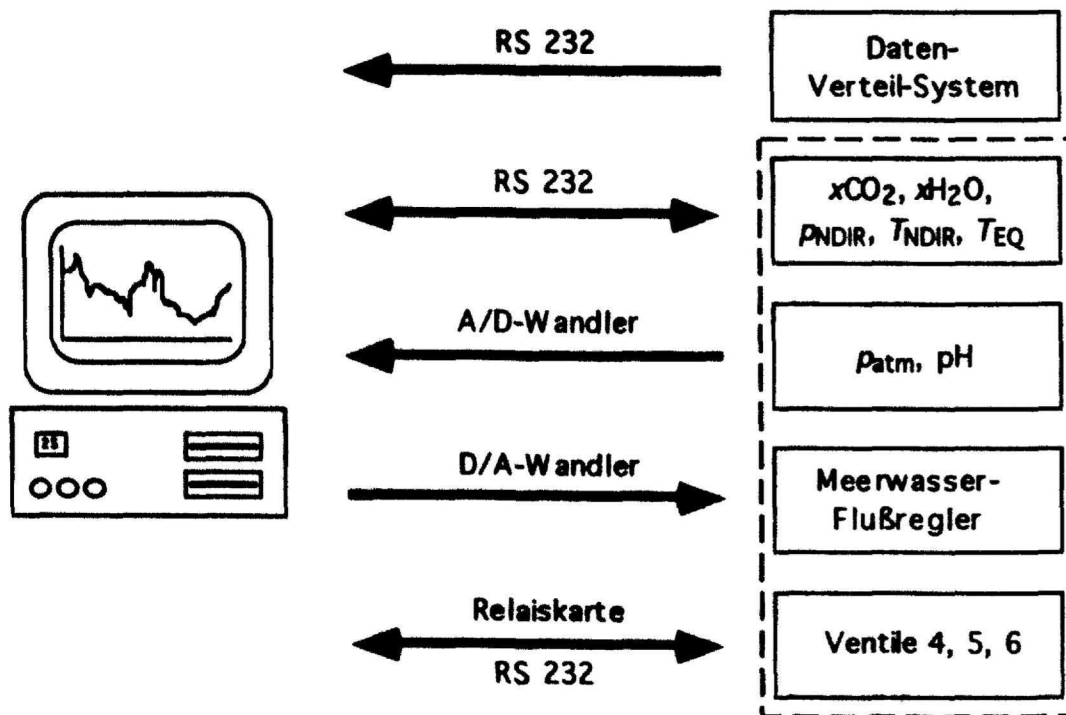 RS 232
Daten-
Verteil-System
RS 232
xCO₂, xH₂O,
pNDIR, TNDIR, TEQ
A/D-Wandler
patm, pH
25
D/A-Wandler
Meerwasser-
Flußregler
Relaiskarte
RS 232
Ventile 4, 5, 6